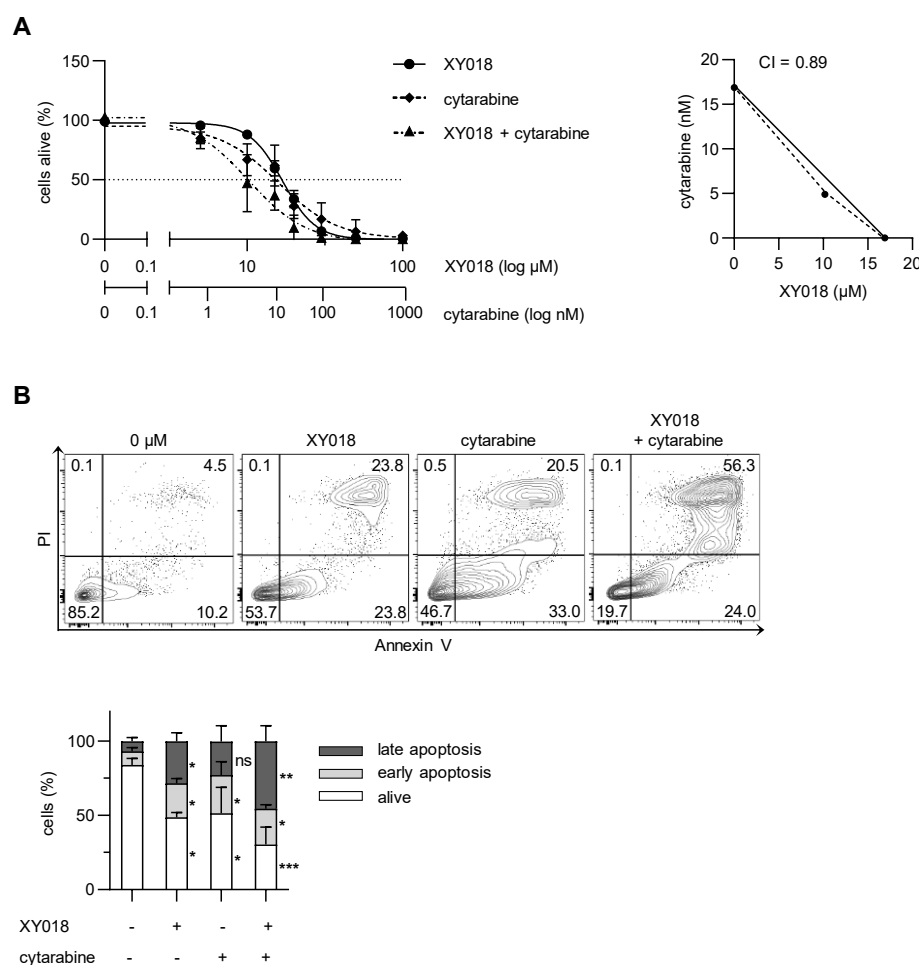 A
150
100
50
0
cells alive (%)
XY018
cytarabine
XY018 + cytarabine
0 0.1 10 100
XY018 (log µM)
0 0.1 1 10 100 1000
cytarabine (log nM)
CI = 0.89
20
15
10
5
0
cytarabine (nM)
0 5 10 15 20
XY018 (µM)
B
0 µM
XY018
cytarabine
XY018
+ cytarabine
PI
0.1 4.5
85.2 10.2
0.1 23.8
53.7 23.8
0.5 20.5
46.7 33.0
0.1 56.3
19.7 24.0
Annexin V
100
50
0
cells (%)
* ns **
* * *
* * ***
late apoptosis
early apoptosis
alive
XY018 - + - +
cytarabine - - + +